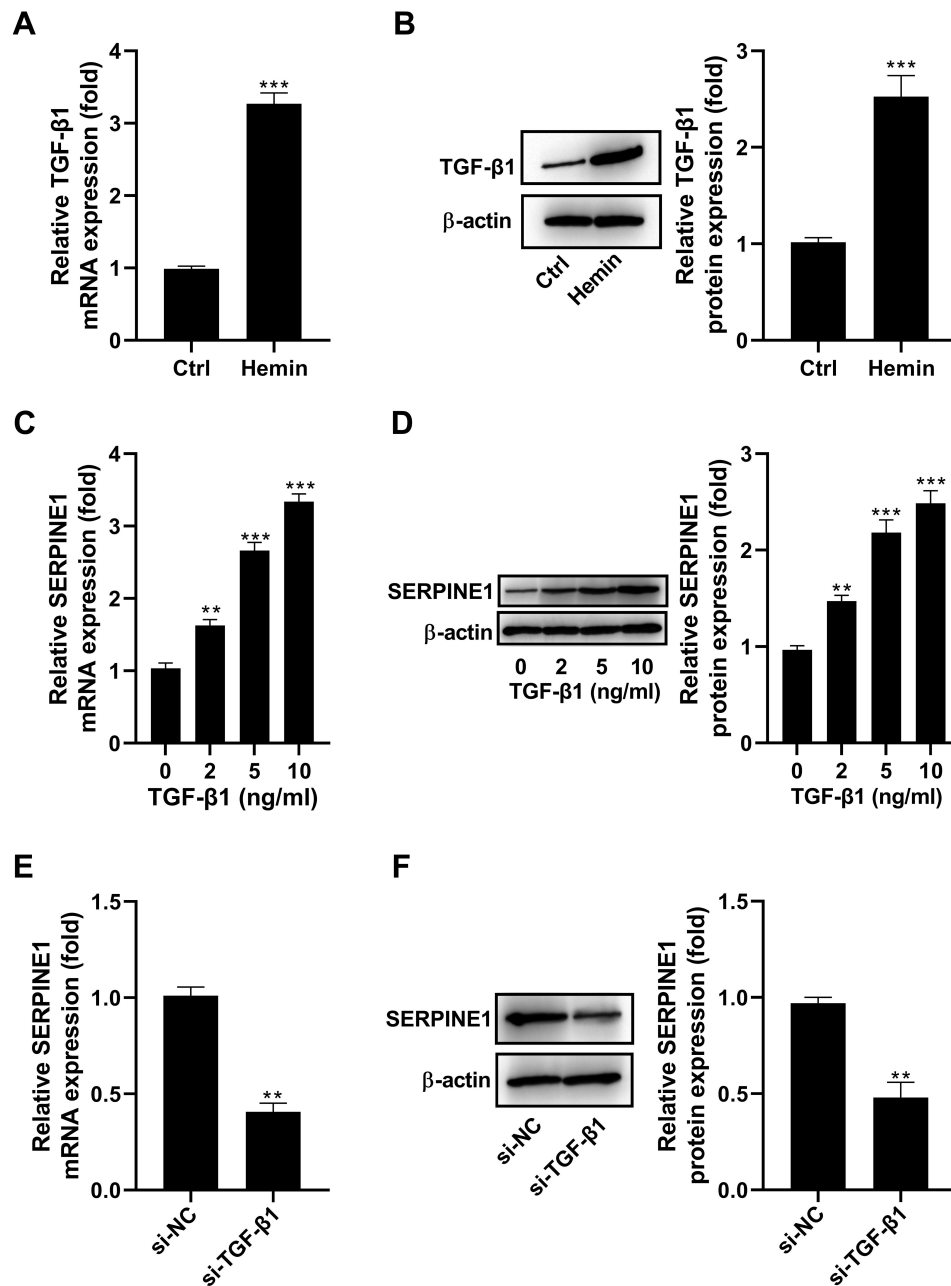 A
Relative TGF-β1
mRNA expression (fold)
4
3
2
1
0
***
Ctrl
Hemin
B
TGF-β1
β-actin
Ctrl
Hemin
Relative TGF-β1
protein expression (fold)
3
2
1
0
***
Ctrl
Hemin
C
Relative SERPINE1
mRNA expression (fold)
4
3
2
1
0
**
***
***
0 2 5 10
TGF-β1 (ng/ml)
D
SERPINE1
β-actin
0 2 5 10
TGF-β1 (ng/ml)
Relative SERPINE1
protein expression (fold)
3
2
1
0
**
***
***
0 2 5 10
TGF-β1 (ng/ml)
E
Relative SERPINE1
mRNA expression (fold)
1.5
1.0
0.5
0.0
**
si-NC
si-TGF-β1
F
SERPINE1
β-actin
si-NC
si-TGF-β1
Relative SERPINE1
protein expression (fold)
1.5
1.0
0.5
0.0
**
si-NC
si-TGF-β1